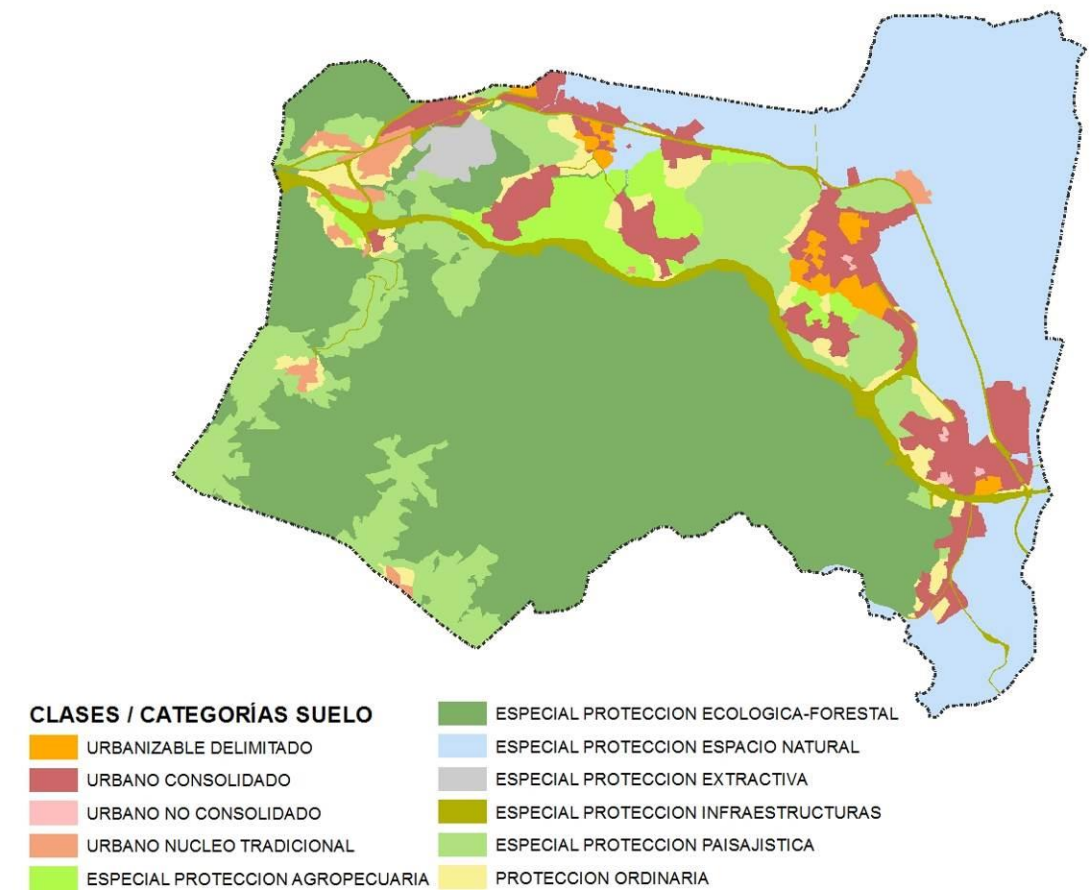 CLASES / CATEGORÍAS SUELO
URBANIZABLE DELIMITADO
URBANO CONSOLIDADO
URBANO NO CONSOLIDADO
URBANO NUCLEO TRADICIONAL
ESPECIAL PROTECCION AGROPECUARIA
ESPECIAL PROTECCION ECOLOGICA-FORESTAL
ESPECIAL PROTECCION ESPACIO NATURAL
ESPECIAL PROTECCION EXTRACTIVA
ESPECIAL PROTECCION INFRAESTRUCTURAS
ESPECIAL PROTECCION PAISAJISTICA
PROTECCION ORDINARIA